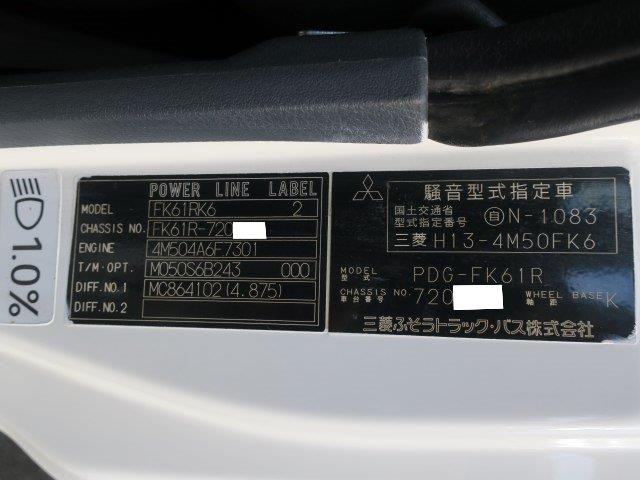 1.0%
POWER LINE LABEL
MODEL FK61RK6 2
CHASSIS NO. FK61R-720
ENGINE 4M504A6F7301
T/M・OPT. M050S6B243 000
DIFF.NO.1 MC864102(4.875)
DIFF.NO.2
騒音型式指定車
国土交通省
型式指定番号 自N-1083
三菱 H13-4M50FK6
MODEL
型式 PDG-FK61R
CHASSIS NO.
車台番号 720
WHEEL BASE
軸距 K
三菱ふそうトラック・バス株式会社